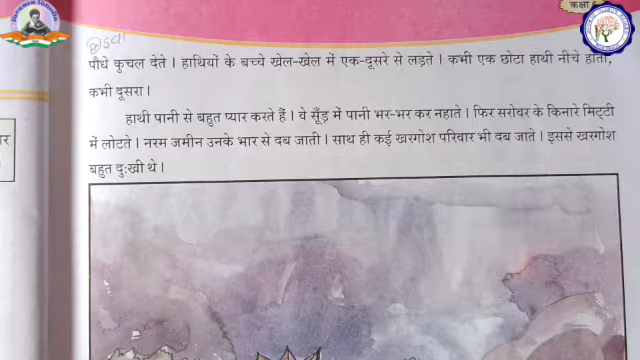 कक्षा
पौधे कुचल देते । हाथियों के बच्चे खेल-खेल में एक-दूसरे से लड़ते । कभी एक छोटा हाथी नीचे होता,
कभी दूसरा ।
हाथी पानी से बहुत प्यार करते हैं । वे सूँड़ में पानी भर-भर कर नहाते । फिर सरोवर के किनारे मिट्टी
में लोटते । नरम जमीन उनके भार से दब जाती । साथ ही कई खरगोश परिवार भी दब जाते । इससे खरगोश
बहुत दुःखी थे ।